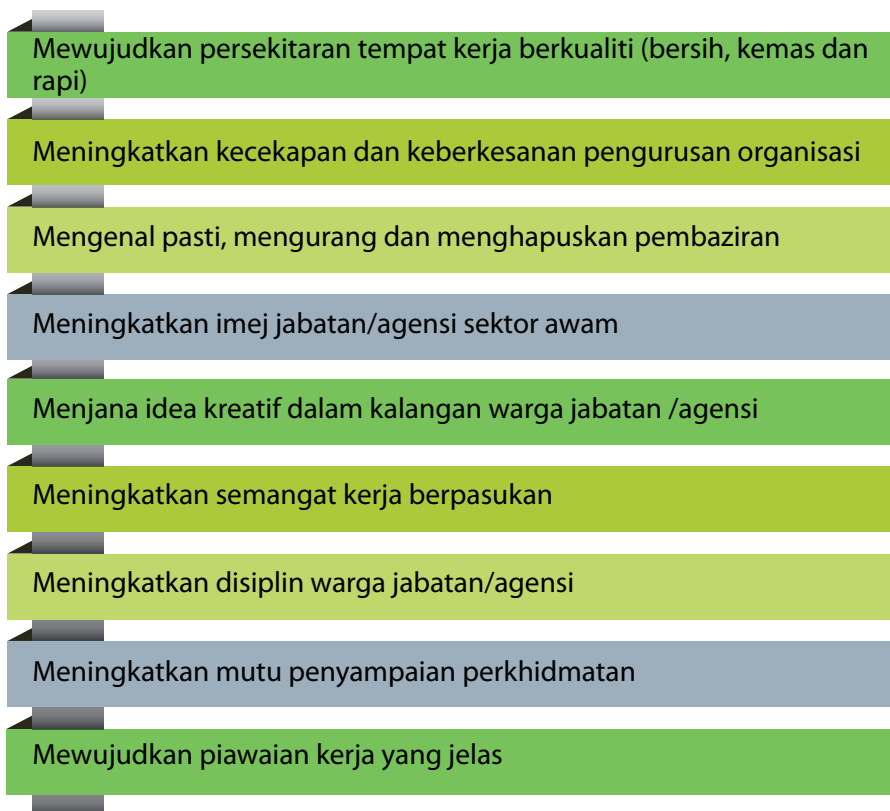 Mewujudkan persekitaran tempat kerja berkualiti (bersih, kemas dan
rapi)
Meningkatkan kecekapan dan keberkesanan pengurusan organisasi
Mengenal pasti, mengurang dan menghapuskan pembaziran
Meningkatkan imej jabatan/agensi sektor awam
Menjana idea kreatif dalam kalangan warga jabatan /agensi
Meningkatkan semangat kerja berpasukan
Meningkatkan disiplin warga jabatan/agensi
Meningkatkan mutu penyampaian perkhidmatan
Mewujudkan piawaian kerja yang jelas